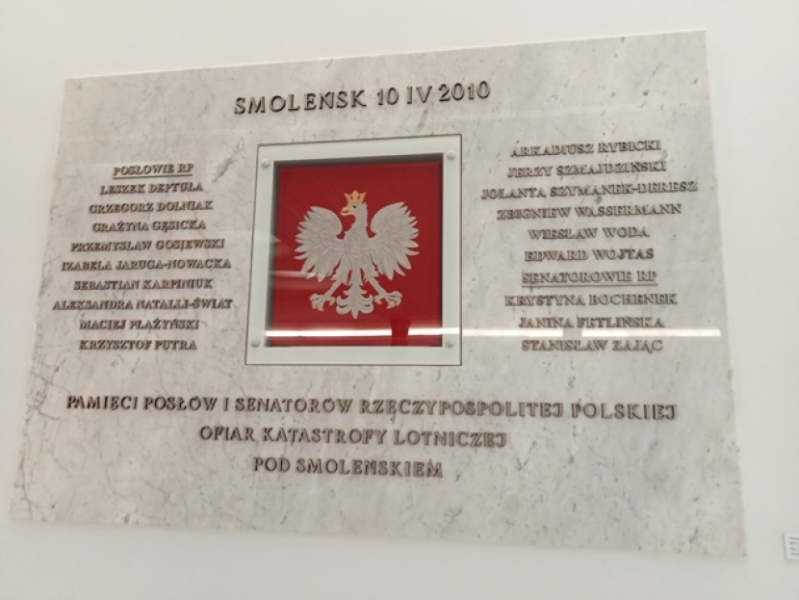 SMOLEŃSK 10 IV 2010
POSŁOWIE RP
LESZEK DEPTUŁA
GRZEGORZ DOLNIAK
GRAŻYNA GĘSICKA
PRZEMYSŁAW GOSIEWSKI
IZABELA JARUGA-NOWACKA
SEBASTIAN KARPINIUK
ALEKSANDRA NATALLI-ŚWIAT
MACIEJ PŁAŻYŃSKI
KRZYSZTOF PUTRA
ARKADIUSZ RYBICKI
JERZY SZMAJDZIŃSKI
JOLANTA SZYMANEK-DERESZ
ZBIGNIEW WASSERMANN
WIESŁAW WODA
EDWARD WOJTAS
SENATOROWIE RP
KRYSTYNA BOCHENEK
JANINA FETLIŃSKA
STANISŁAW ZAJĄC
PAMIĘCI POSŁÓW I SENATORÓW RZECZYPOSPOLITEJ POLSKIEJ
OFIAR KATASTROFY LOTNICZEJ
POD SMOLEŃSKIEM